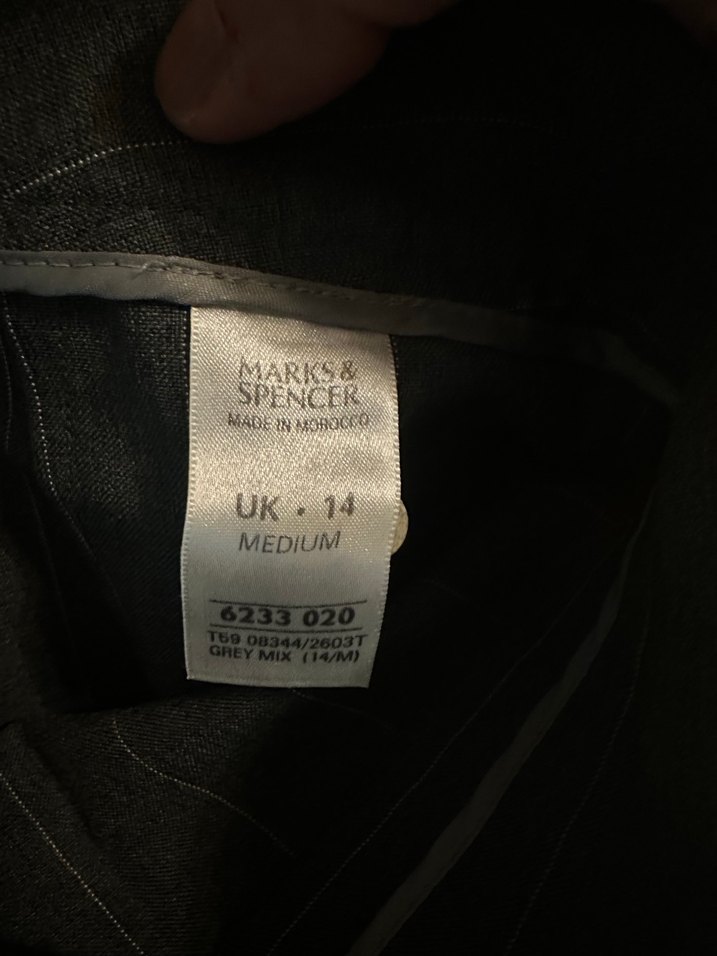 MARKS &
SPENCER
MADE IN MOROCCO
UK • 14
MEDIUM
6233 020
T59 08344/2603T
GREY MIX (14/M)